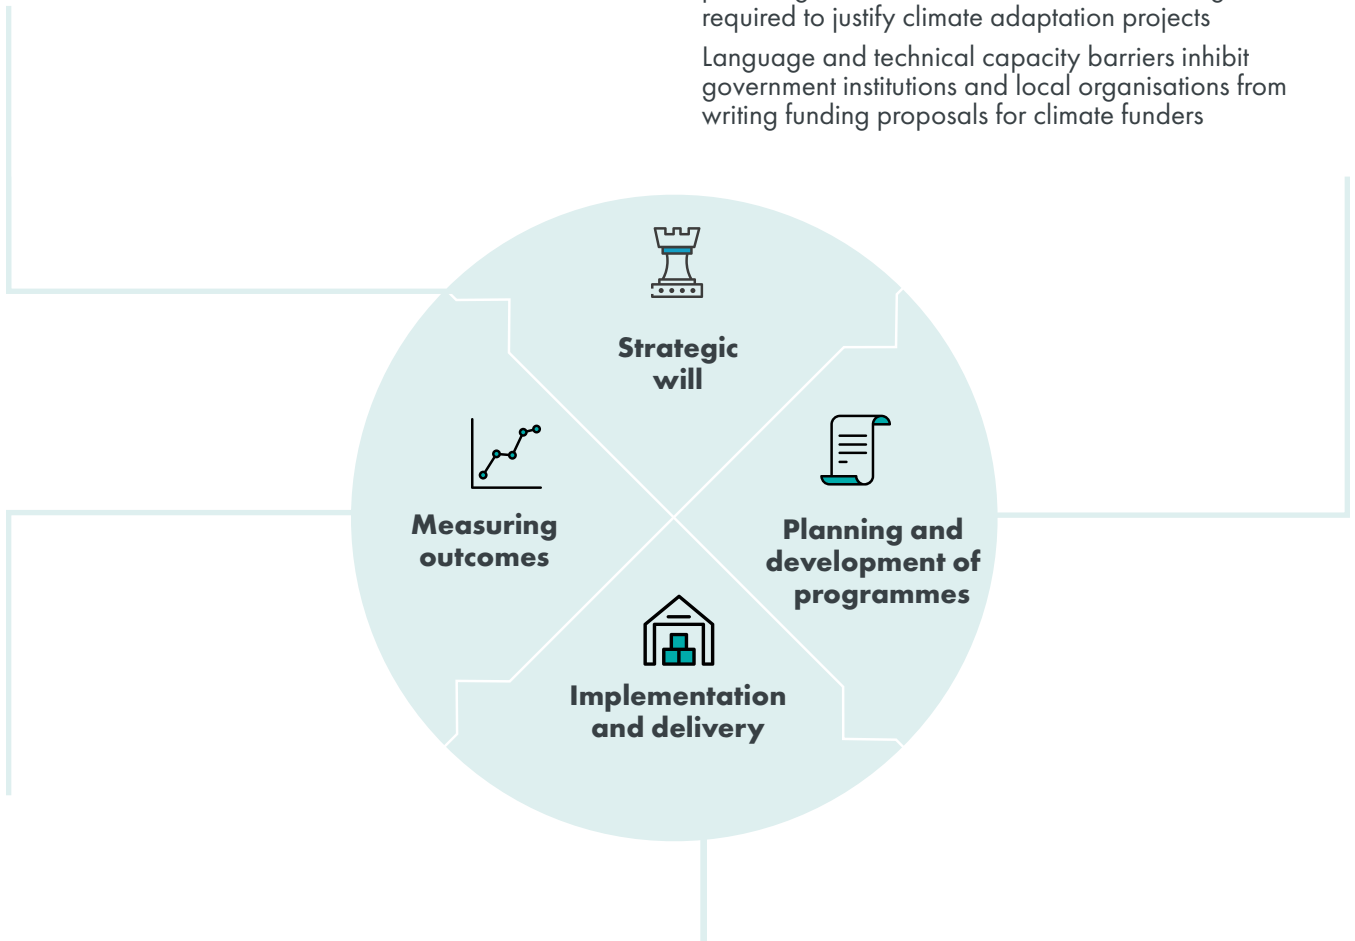 required to justify climate adaptation projects
Language and technical capacity barriers inhibit
government institutions and local organisations from
writing funding proposals for climate funders
Strategic
will
Measuring
outcomes
Planning and
development of
programmes
Implementation
and delivery